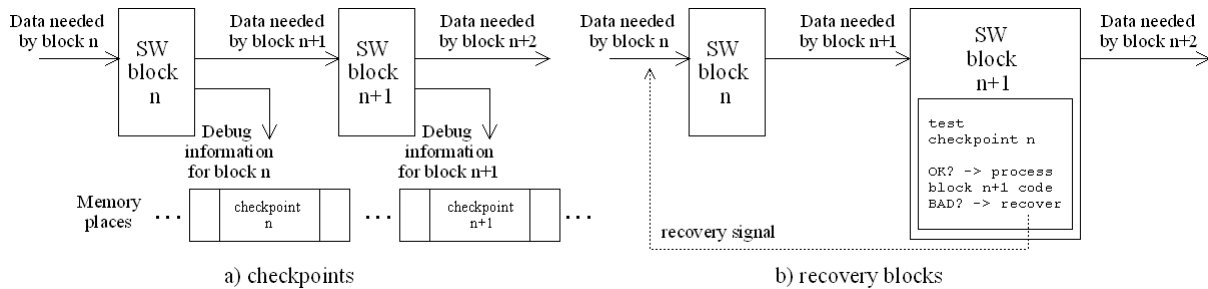 Data needed
by block n
SW
block
n
Data needed
by block n+1
SW
block
n+1
Data needed
by block n+2
Debug
information
for block n
Debug
information
for block n+1
Memory
places
...
checkpoint
n
...
checkpoint
n+1
...
a) checkpoints
Data needed
by block n
SW
block
n
Data needed
by block n+1
SW
block
n+1
Data needed
by block n+2
test
checkpoint n
OK? -> process
block n+1 code
BAD? -> recover
recovery signal
b) recovery blocks